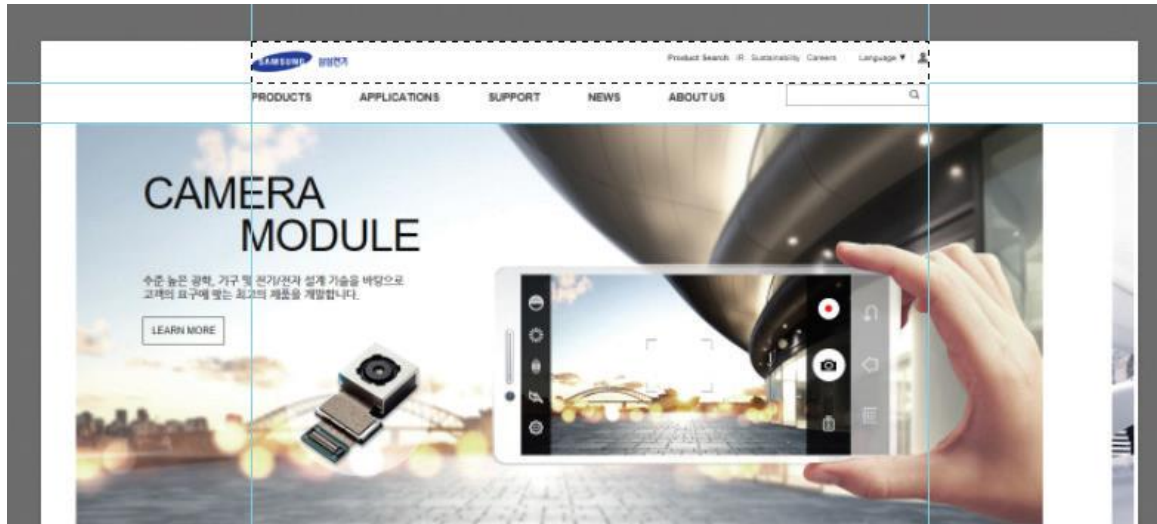 SAMSUNG 삼성전기
Product Search IR Sustainability Careers Language ▼
PRODUCTS APPLICATIONS SUPPORT NEWS ABOUT US
CAMERA
MODULE
수준 높은 광학, 기구 및 전기/전자 설계 기술을 바탕으로
고객의 요구에 맞는 최고의 제품을 개발합니다.
LEARN MORE